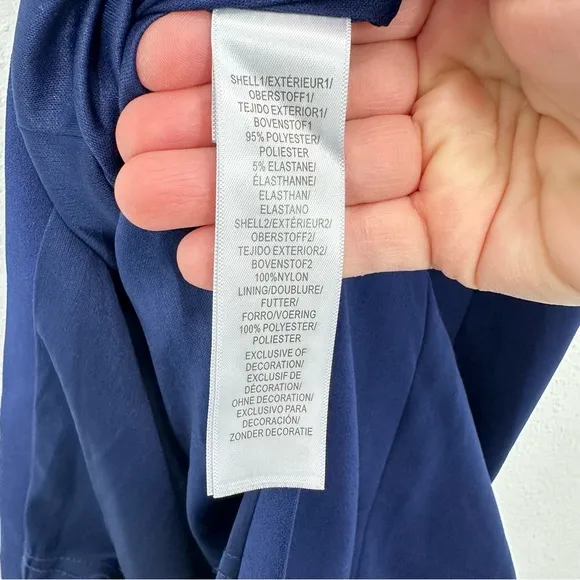 SHELL1/EXTÉRIEUR1/
OBERSTOFF1/
TEJIDO EXTERIOR1/
BOVENSTOF1
95% POLYESTER/
POLIESTER
5% ELASTANE/
ÉLASTHANNE/
ELASTHAN/
ELASTANO
SHELL2/EXTÉRIEUR2/
OBERSTOFF2/
TEJIDO EXTERIOR2/
BOVENSTOF2
100%NYLON
LINING/DOUBLURE/
FUTTER/
FORRO/VOERING
100% POLYESTER/
POLIESTER
EXCLUSIVE OF
DECORATION/
EXCLUSIF DE
DÉCORATION/
OHNE DECORATION/
EXCLUSIVO PARA
DECORACIÓN/
ZONDER DECORATIE